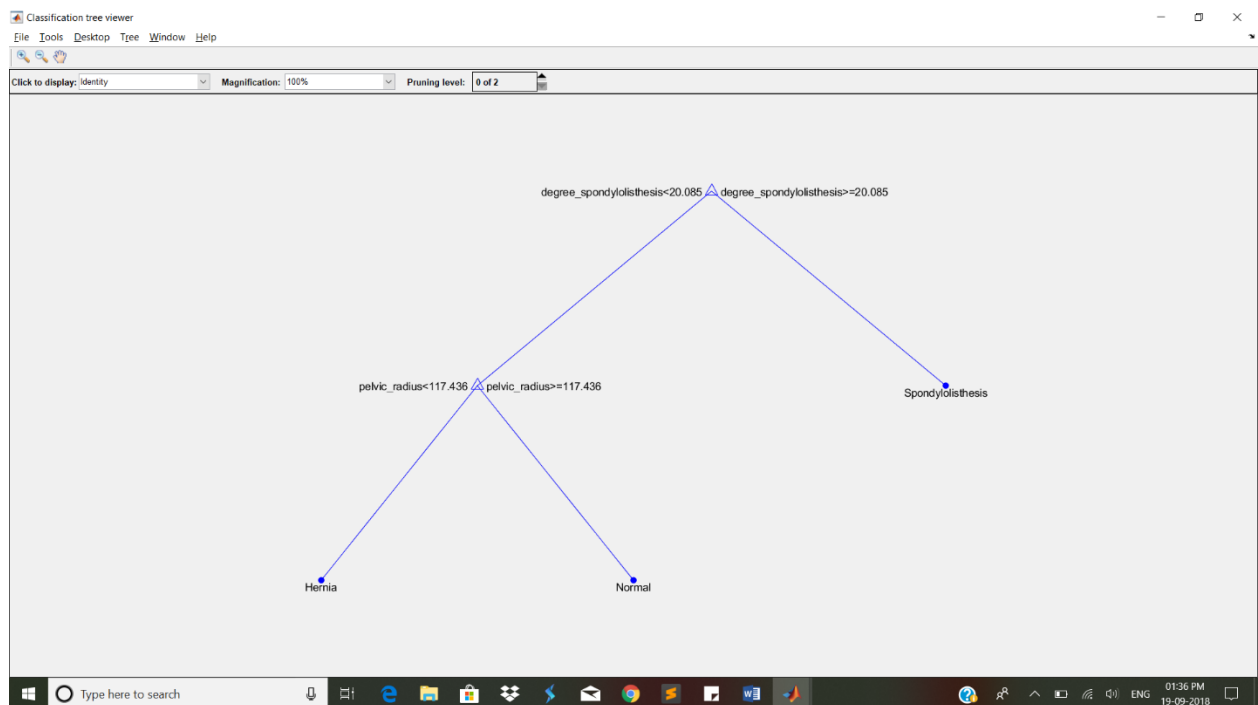 Classification tree viewer
File Tools Desktop Tree Window Help
Click to display: Identity Magnification: 100% Pruning level: 0 of 2
degree_spondylolisthesis<20.085 degree_spondylolisthesis>=20.085
pelvic_radius<117.436 pelvic_radius>=117.436
Spondylolisthesis
Hernia
Normal
Type here to search
ENG
01:36 PM
19-09-2018